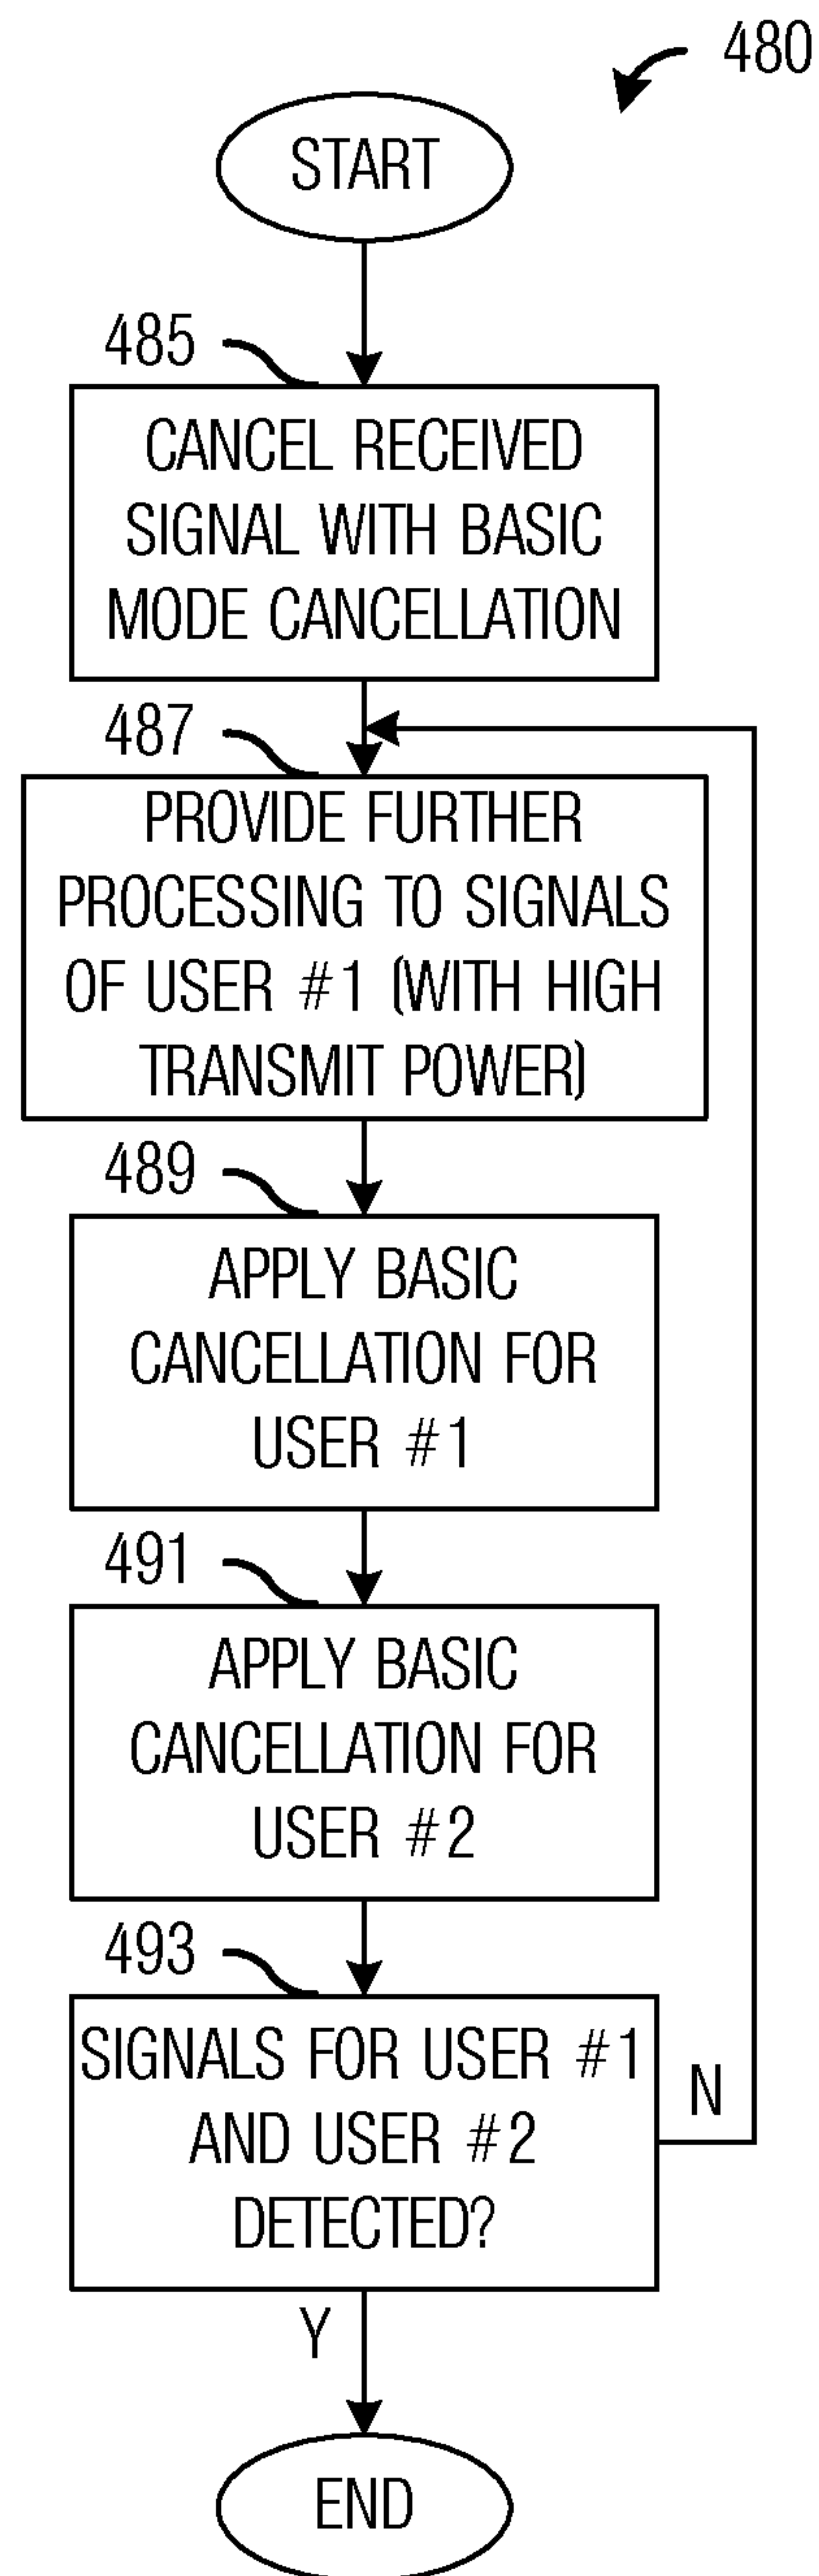 480
START
485
CANCEL RECEIVED
SIGNAL WITH BASIC
MODE CANCELLATION
487
PROVIDE FURTHER
PROCESSING TO SIGNALS
OF USER #1 (WITH HIGH
TRANSMIT POWER)
489
APPLY BASIC
CANCELLATION FOR
USER #1
491
APPLY BASIC
CANCELLATION FOR
USER #2
493
SIGNALS FOR USER #1
AND USER #2
DETECTED?
N
Y
END